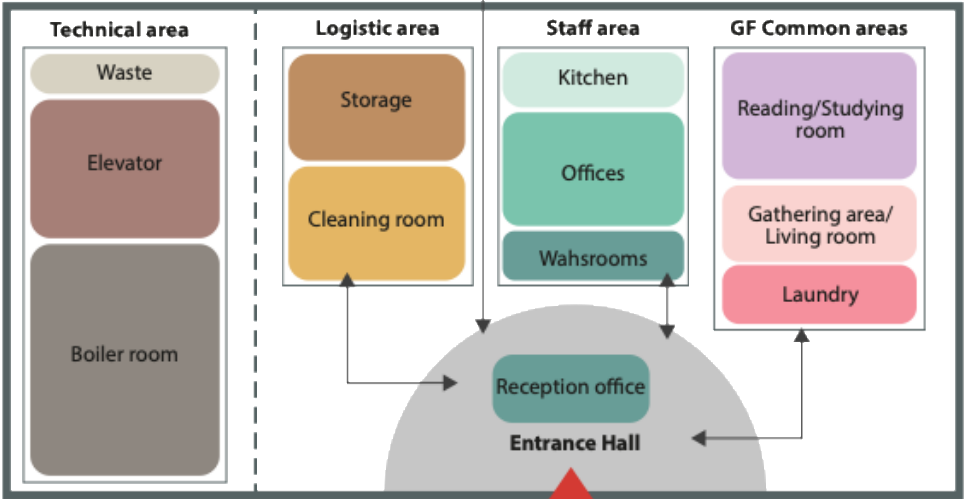 Technical area
Waste
Elevator
Boiler room
Logistic area
Storage
Cleaning room
Staff area
Kitchen
Offices
Wahsrooms
GF Common areas
Reading/Studying
room
Gathering area/
Living room
Laundry
Reception office
Entrance Hall